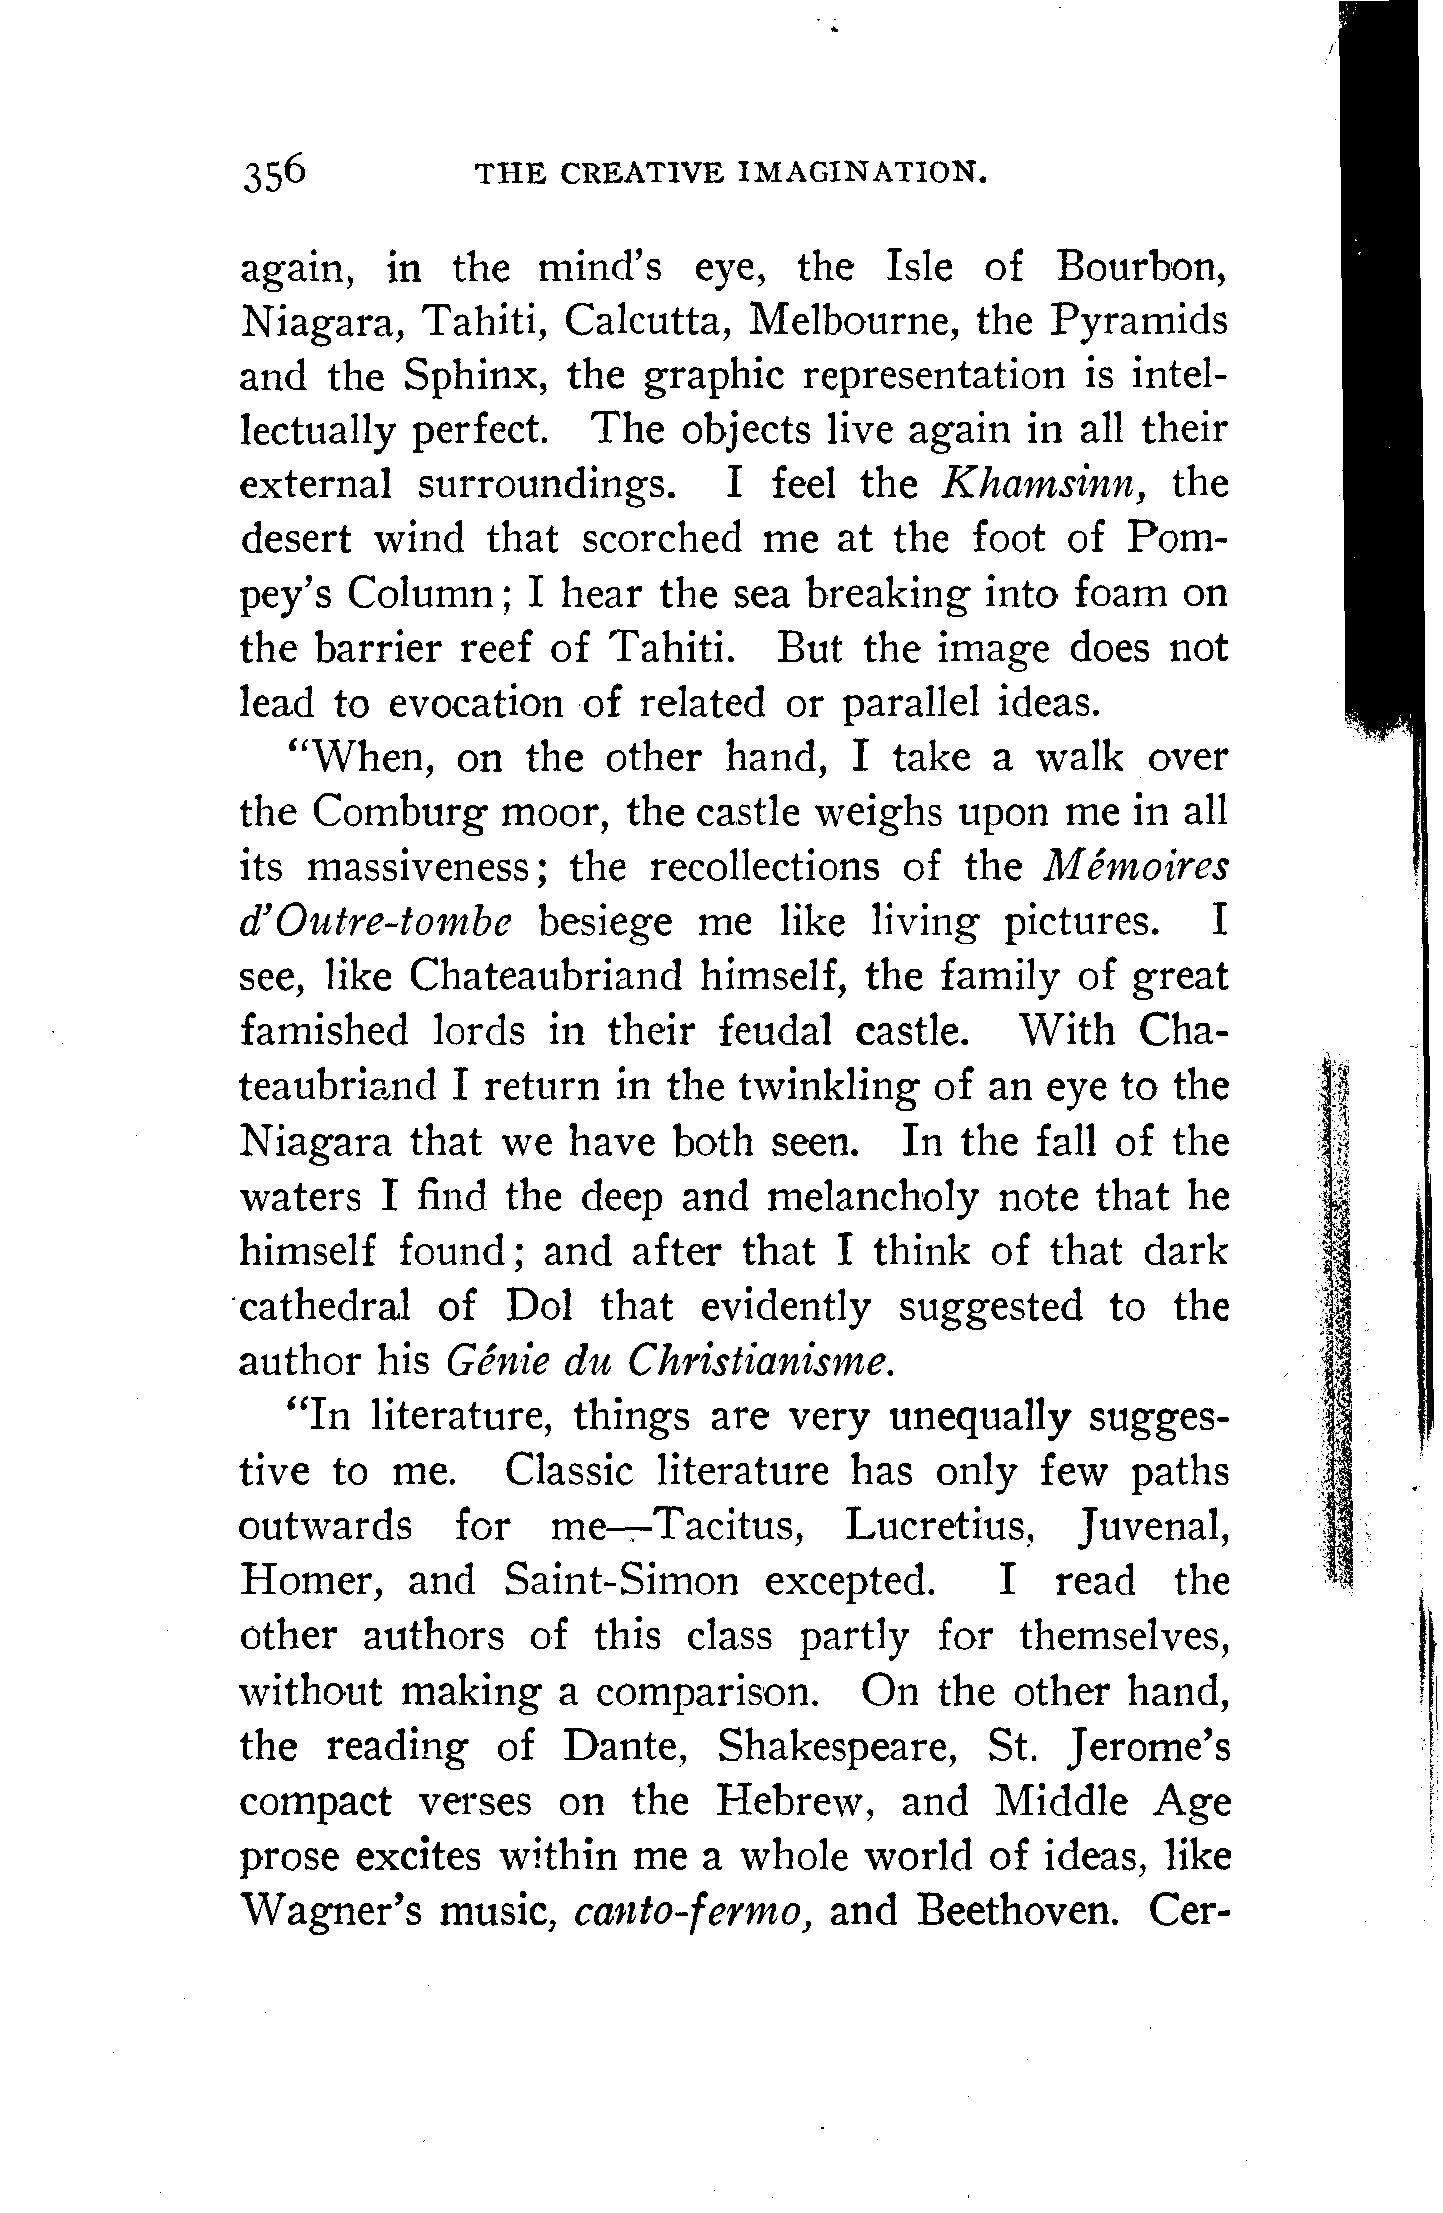 356 THE CREATIVE IMAGINATION.
again, in the mind's eye, the Isle of Bourbon,
Niagara, Tahiti, Calcutta, Melbourne, the Pyramids
and the Sphinx, the graphic representation is intel-
lectually perfect. The objects live again in all their
external surroundings. I feel the Khamsinn, the
desert wind that scorched me at the foot of Pom-
pey's Column; I hear the sea breaking into foam on
the barrier reef of Tahiti. But the image does not
lead to evocation of related or parallel ideas.
"When, on the other hand, I take a walk over
the Comburg moor, the castle weighs upon me in all
its massiveness; the recollections of the Mémoires
d'Outre-tombe besiege me like living pictures. I
see, like Chateaubriand himself, the family of great
famished lords in their feudal castle. With Cha-
teaubriand I return in the twinkling of an eye to the
Niagara that we have both seen. In the fall of the
waters I find the deep and melancholy note that he
himself found; and after that I think of that dark
cathedral of Dol that evidently suggested to the
author his Génie du Christianisme.
"In literature, things are very unequally sugges-
tive to me. Classic literature has only few paths
outwards for me—Tacitus, Lucretius, Juvenal,
Homer, and Saint-Simon excepted. I read the
other authors of this class partly for themselves,
without making a comparison. On the other hand,
the reading of Dante, Shakespeare, St. Jerome's
compact verses on the Hebrew, and Middle Age
prose excites within me a whole world of ideas, like
Wagner's music, canto-fermo, and Beethoven. Cer-